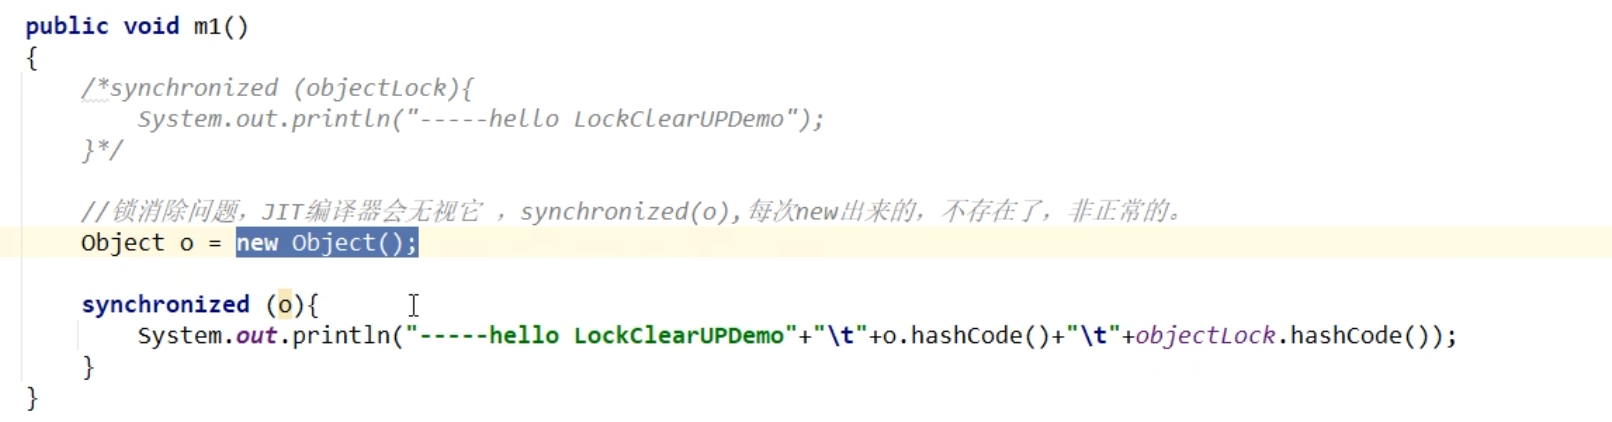 public void m1()
{
/*synchronized (objectLock){
System.out.println("-----hello LockClearUPDemo");
}*/
//锁消除问题，JIT编译器会无视它 ，synchronized(o),每次new出来的，不存在了，非正常的。
Object o = new Object();
synchronized (o){
System.out.println("-----hello LockClearUPDemo"+"\t"+o.hashCode()+"\t"+objectLock.hashCode());
}
}